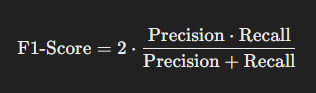 F1-Score = 2 · Precision · Recall / Precision + Recall